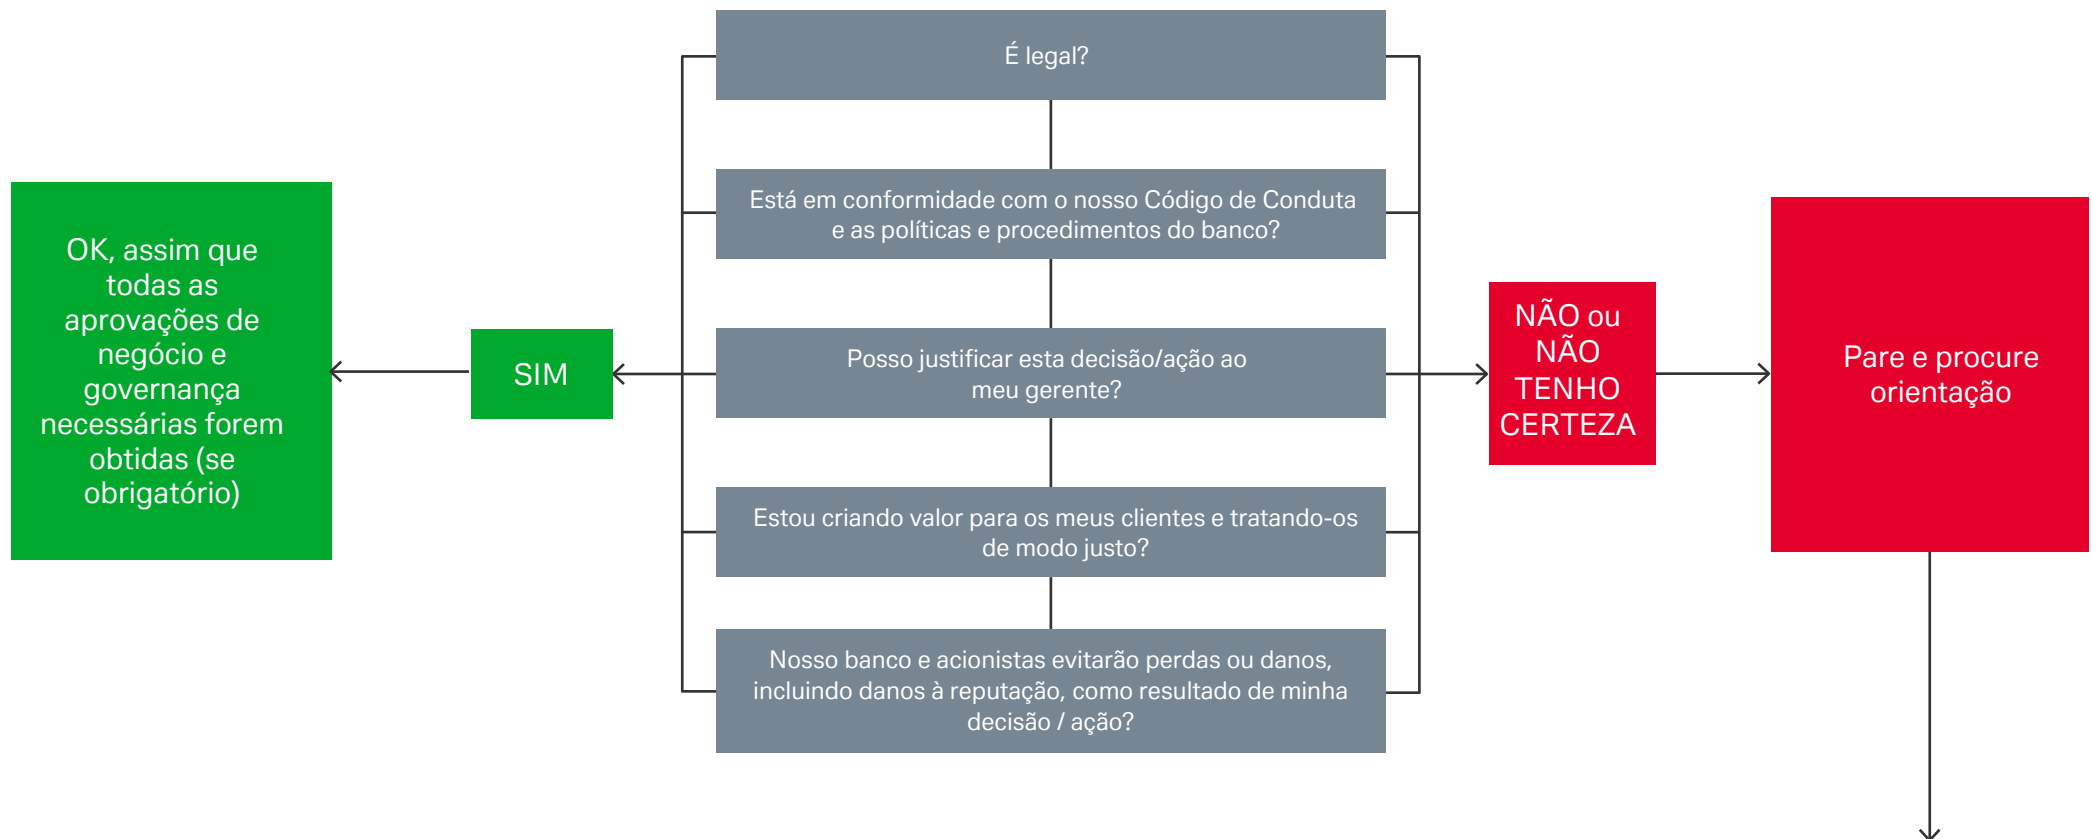 É legal?
Está em conformidade com o nosso Código de Conduta
e as políticas e procedimentos do banco?
OK, assim que
todas as
aprovações de
negócio e
governança
necessárias forem
obtidas (se
obrigatório)
SIM
Posso justificar esta decisão/ação ao
meu gerente?
NÃO ou
NÃO
TENHO
CERTEZA
Pare e procure
orientação
Estou criando valor para os meus clientes e tratando-os
de modo justo?
Nosso banco e acionistas evitarão perdas ou danos,
incluindo danos à reputação, como resultado de minha
decisão / ação?